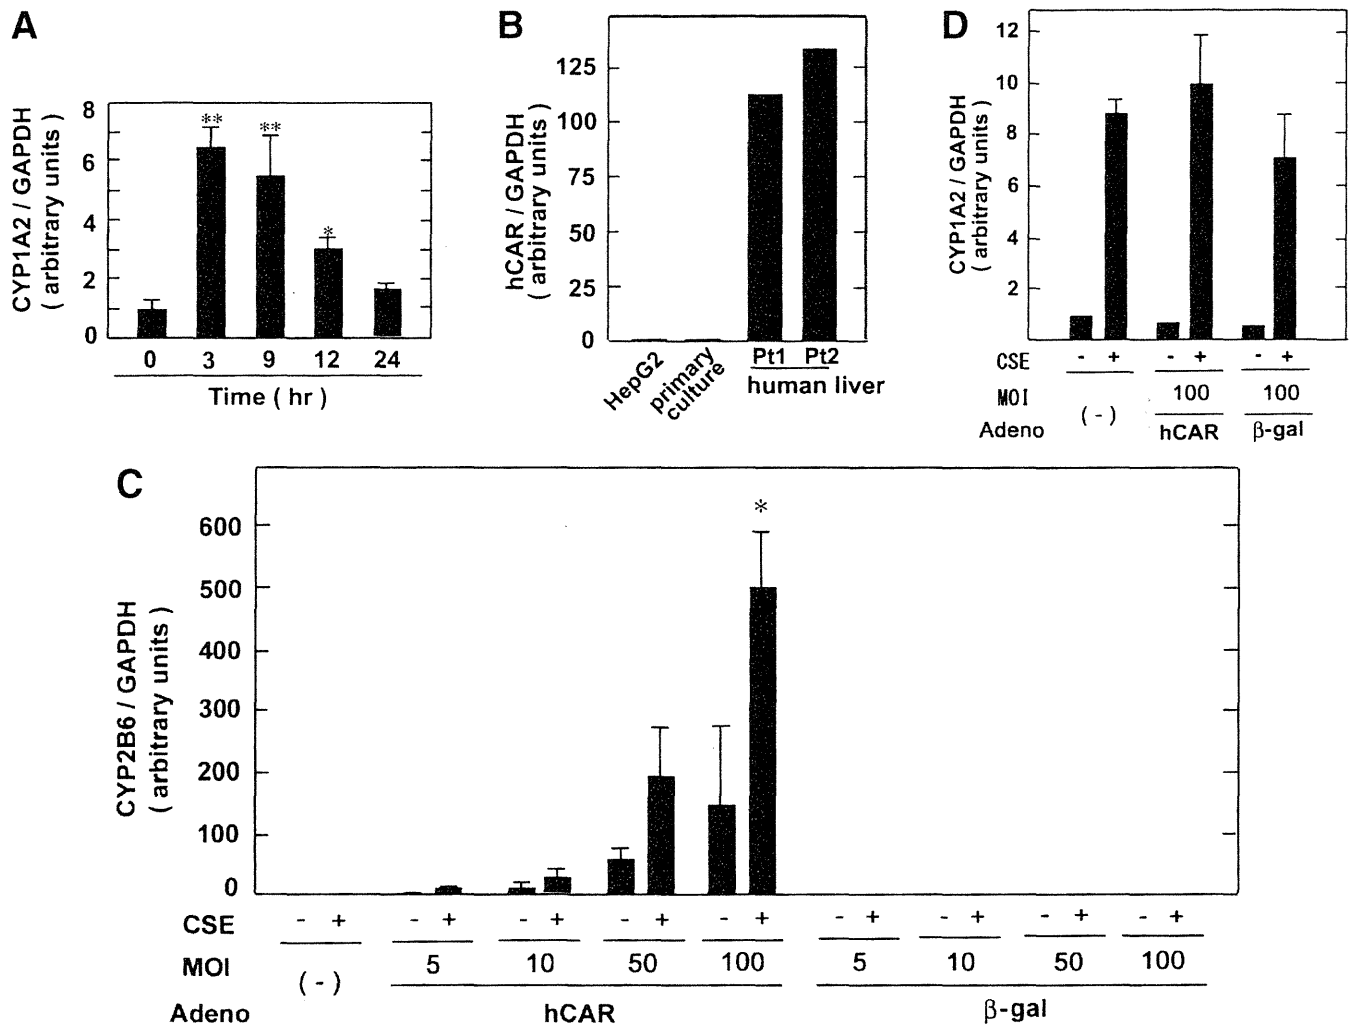 A
CYP1A2 / GAPDH
( arbitrary units )
8
6
4
2
0
** ** *
0 3 9 12 24
Time ( hr )
B
hCAR / GAPDH
( arbitrary units )
125
100
75
50
25
0
HepG2
primary
culture
Pt1 Pt2
human liver
D
CYP1A2 / GAPDH
( arbitrary units )
12
10
8
6
4
2
CSE - + - + - +
MOI 100 100
Adeno (-) hCAR β-gal
C
CYP2B6 / GAPDH
( arbitrary units )
600
500
400
300
200
100
0
*
CSE - + - + - + - + - + - + - + - + - +
MOI 5 10 50 100 5 10 50 100
(-)
Adeno hCAR β-gal